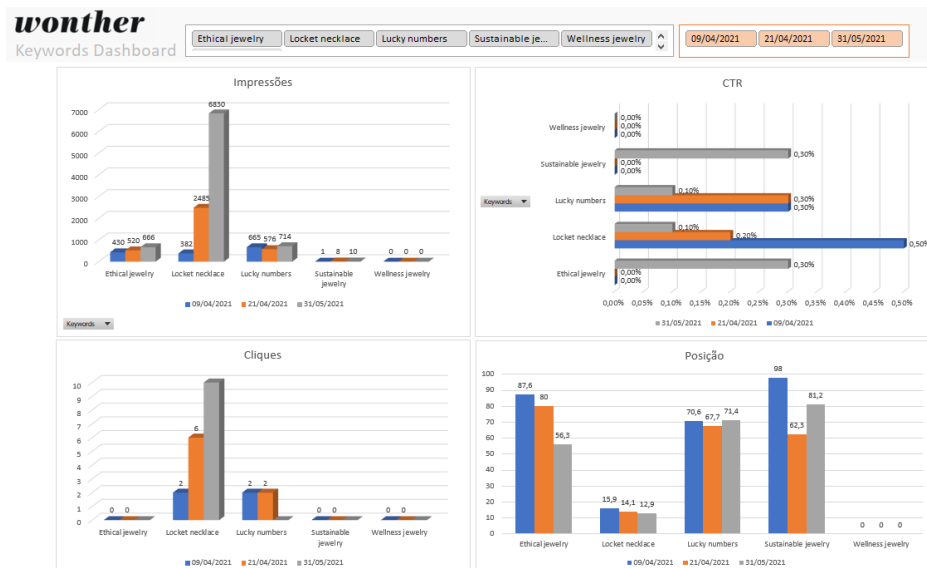 wonther
Keywords Dashboard
Ethical jewelry
Locket necklace
Lucky numbers
Sustainable je...
Wellness jewelry
09/04/2021
21/04/2021
31/05/2021
Impressões
7000
6000
5000
4000
3000
2000
1000
0
430 520 666
382 2485 6830
665 576 714
1 8 10
0 0 0
Ethical jewelry
Locket necklace
Lucky numbers
Sustainable
jewelry
Wellness jewelry
09/04/2021 21/04/2021 31/05/2021
Keywords
CTR
Keywords
Wellness jewelry
0,00%
0,00%
0,00%
Sustainable jewelry
0,30%
0,00%
0,00%
Lucky numbers
0,10%
0,30%
0,30%
Locket necklace
0,10%
0,20%
0,50%
Ethical jewelry
0,30%
0,00%
0,00%
0,00% 0,05% 0,10% 0,15% 0,20% 0,25% 0,30% 0,35% 0,40% 0,45% 0,50%
31/05/2021 21/04/2021 09/04/2021
Cliques
10
9
8
7
6
5
4
3
2
1
0
0 0
2 6
2 2
0 0
0 0
Ethical jewelry
Locket necklace
Lucky numbers
Sustainable
jewelry
Wellness jewelry
09/04/2021 21/04/2021 31/05/2021
Posição
100
90
80
70
60
50
40
30
20
10
0
87,6 80 56,3
15,9 14,1 12,9
70,6 67,7 71,4
98 62,3 81,2
0 0 0
Ethical jewelry
Locket necklace
Lucky numbers
Sustainable jewelry
Wellness jewelry
09/04/2021 21/04/2021 31/05/2021